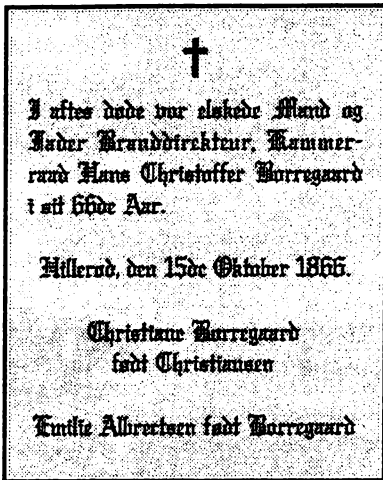 I aftes døde vor elskede Mand og
Fader Branddirekteur, Kammer-
raad Hans Christoffer Borregaard
i sit 66de Aar.
Hillerød, den 15de Oktober 1866.
Christiane Borregaard
født Christiansen
Emilie Albrectsen født Borregaard